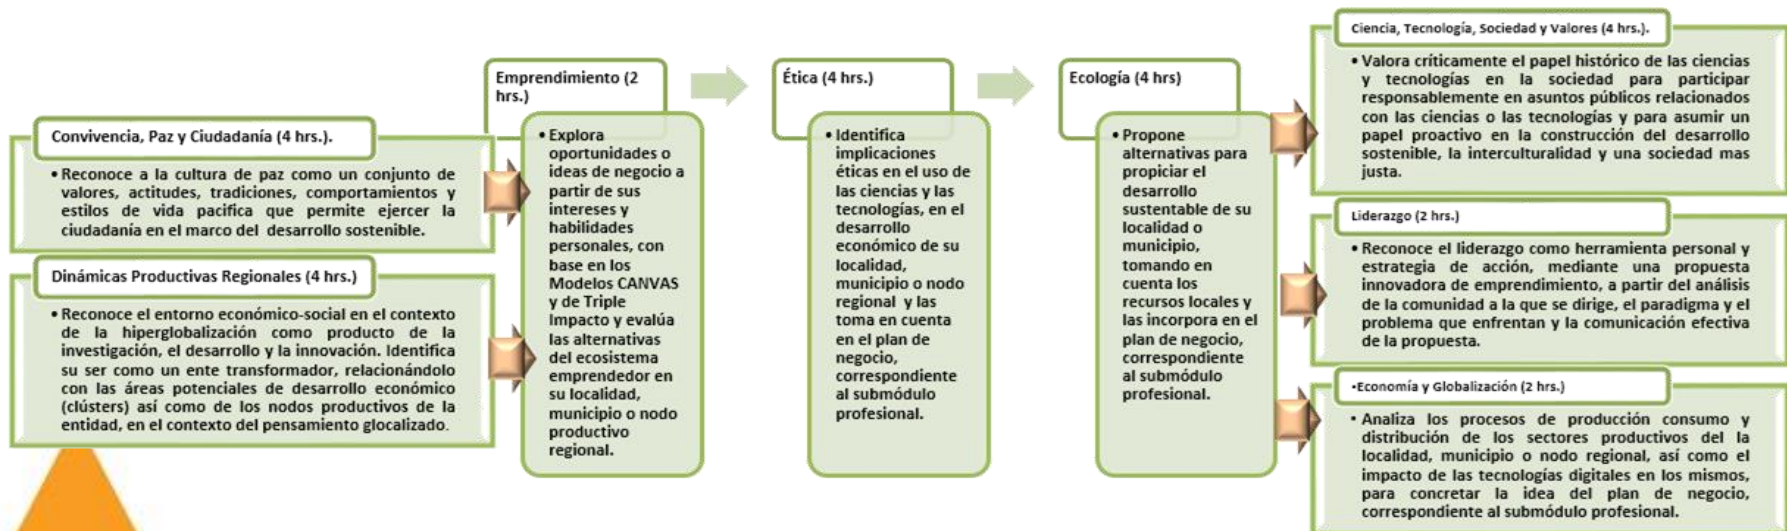 Convivencia, Paz y Ciudadanía (4 hrs.).
• Reconoce a la cultura de paz como un conjunto de
valores, actitudes, tradiciones, comportamientos y
estilos de vida pacifica que permite ejercer la
ciudadanía en el marco del desarrollo sostenible.
Dinámicas Productivas Regionales (4 hrs.)
• Reconoce el entorno económico-social en el contexto
de la hiperglobalización como producto de la
investigación, el desarrollo y la innovación. Identifica
su ser como un ente transformador, relacionándolo
con las áreas potenciales de desarrollo económico
(clústers) así como de los nodos productivos de la
entidad, en el contexto del pensamiento glocalizado.
Emprendimiento (2
hrs.)
• Explora
oportunidades o
ideas de negocio a
partir de sus
intereses y
habilidades
personales, con
base en los
Modelos CANVAS
y de Triple
Impacto y evalúa
las alternativas
del ecosistema
emprendedor en
su localidad,
municipio o nodo
productivo
regional.
Ética (4 hrs.)
• Identifica
implicaciones
éticas en el uso de
las ciencias y las
tecnologías, en el
desarrollo
económico de su
localidad,
municipio o nodo
regional y las
toma en cuenta
en el plan de
negocio,
correspondiente
al submódulo
profesional.
Ecología (4 hrs)
• Propone
alternativas para
propiciar el
desarrollo
sustentable de su
localidad o
municipio,
tomando en
cuenta los
recursos locales y
las incorpora en el
plan de negocio,
correspondiente
al submódulo
profesional.
Ciencia, Tecnología, Sociedad y Valores (4 hrs.).
• Valora críticamente el papel histórico de las ciencias
y tecnologías en la sociedad para participar
responsablemente en asuntos públicos relacionados
con las ciencias o las tecnologías y para asumir un
papel proactivo en la construcción del desarrollo
sostenible, la interculturalidad y una sociedad mas
justa.
Liderazgo (2 hrs.)
• Reconoce el liderazgo como herramienta personal y
estrategia de acción, mediante una propuesta
innovadora de emprendimiento, a partir del análisis
de la comunidad a la que se dirige, el paradigma y el
problema que enfrentan y la comunicación efectiva
de la propuesta.
•Economía y Globalización (2 hrs.)
• Analiza los procesos de producción consumo y
distribución de los sectores productivos del la
localidad, municipio o nodo regional, así como el
impacto de las tecnologías digitales en los mismos,
para concretar la idea del plan de negocio,
correspondiente al submódulo profesional.